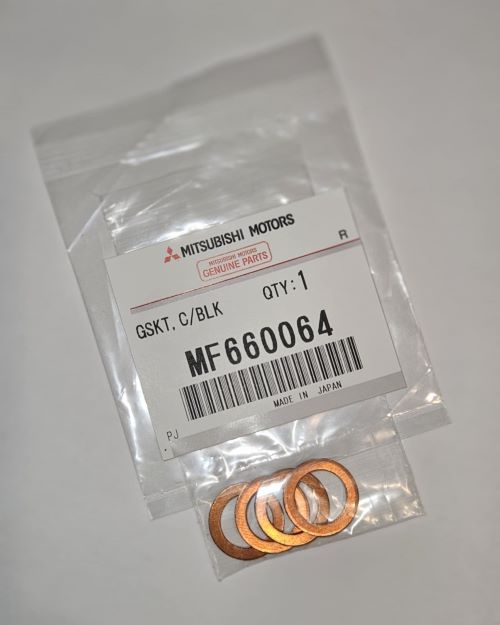 MITSUBISHI MOTORS
MITSUBISHI MOTORS
GENUINE PARTS
R
GSKT, C/BLK QTY:1
MF660064
MADE IN JAPAN
PJ